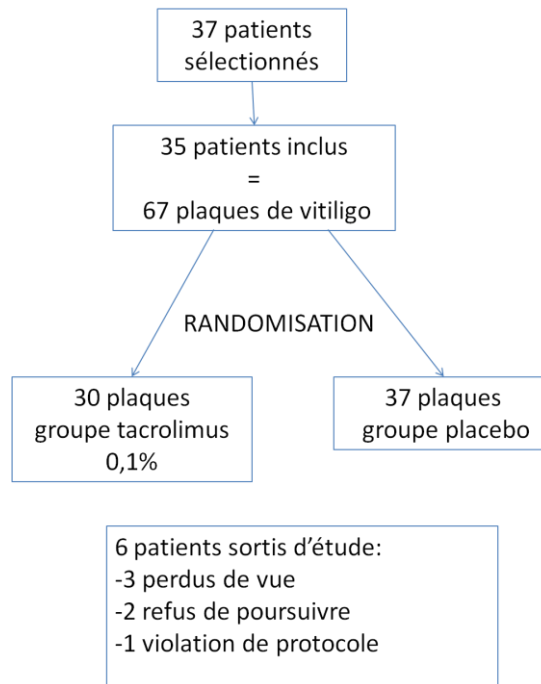 37 patients
sélectionnés
35 patients inclus
=
67 plaques de vitiligo
RANDOMISATION
30 plaques
groupe tacrolimus
0,1%
37 plaques
groupe placebo
6 patients sortis d’étude:
-3 perdus de vue
-2 refus de poursuivre
-1 violation de protocole